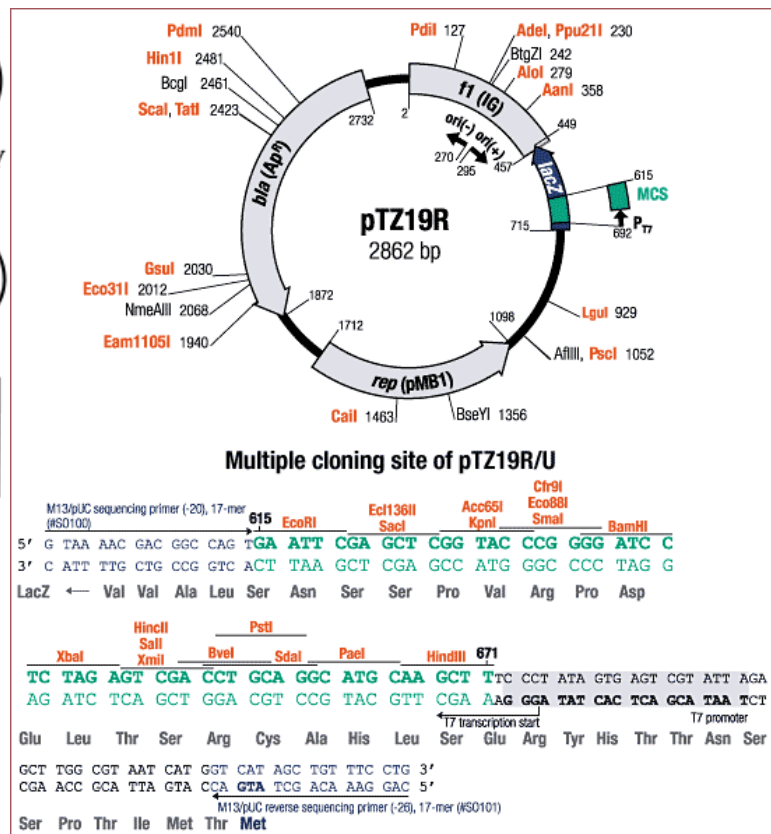 PdmI 2540
Hin1I 2481
BcgI 2461
ScaI, TatI 2423
PdiI 127
AdeI, Ppu21I 230
BtgZI 242
AloI 279
AanI 358
2732
2
f1 (IG)
449
ori(-) ori(+)
270
295
457
lacZ
615
MCS
PT7
692
715
bla (ApR)
pTZ19R
2862 bp
GsuI 2030
Eco31I 2012
NmeAIII 2068
Eam1105I 1940
1872
1712
1098
LguI 929
AflIII, PscI 1052
rep (pMB1)
CaiI 1463
BseYI 1356
Multiple cloning site of pTZ19R/U
M13/pUC sequencing primer (-20), 17-mer
(#SO100)
615
EcoRI
Ecl136II
SacI
Acc65I
KpnI
Cfr9I
Eco88I
SmaI
BamHI
5' G TAA AAC GAC GGC CAG TGA ATT CGA GCT CGG TAC CCG GGG ATC C
3' C ATT TTG CTG CCG GTC ACT TAA GCT CGA GCC ATG GGC CCC TAG G
LacZ ← Val Val Ala Leu Ser Asn Ser Ser Pro Val Arg Pro Asp
XbaI
HincII
SalI
XmiI
PstI
BveI
SdaI
PaeI
HindIII
671
TC TAGA GT CGA CCT GCA GGC ATG CAA GCT TTC CCT ATA GTG AGT CGT ATT AGA
AG ATC TCA GCT GGA CGT CCG TAC GTT CGA AAG GGA TAT CAC TCA GCA TAA TCT
T7 transcription start
T7 promoter
Glu Leu Thr Ser Arg Cys Ala His Leu Ser Glu Arg Tyr His Thr Thr Asn Ser
GCT TGG CGT AAT CAT GGT CAT AGC TGT TTC CTG 3'
CGA ACC GCA TTA GTA CCA GTA TCG ACA AAG GAC 5'
M13/pUC reverse sequencing primer (-26), 17-mer (#SO101)
Ser Pro Thr Ile Met Thr Met